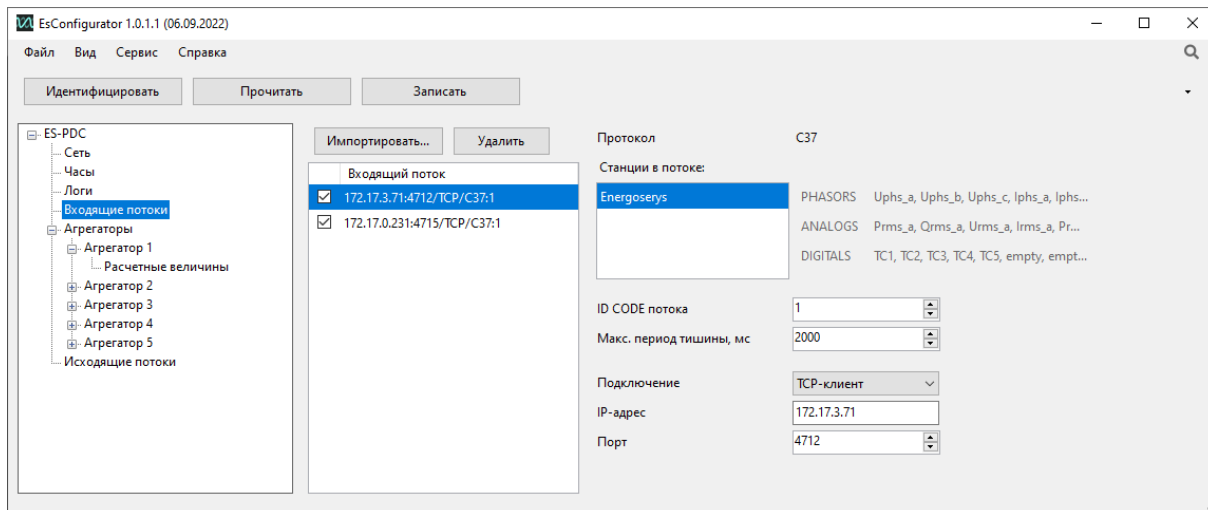 EsConfigurator 1.0.1.1 (06.09.2022)
Файл Вид Сервис Справка
Идентифицировать Прочитать Записать
ES-PDC
Сеть
Часы
Логи
Входящие потоки
Агрегаторы
Агрегатор 1
Расчетные величины
Агрегатор 2
Агрегатор 3
Агрегатор 4
Агрегатор 5
Исходящие потоки
Импортировать... Удалить
Входящий поток
172.17.3.71:4712/TCP/C37:1
172.17.0.231:4715/TCP/C37:1
Протокол C37
Станции в потоке:
Energoserys
PHASORS Uphs_a, Uphs_b, Uphs_c, Iphs_a, Iphs...
ANALOGS Prms_a, Qrms_a, Urms_a, Irms_a, Pr...
DIGITALS TC1, TC2, TC3, TC4, TC5, empty, empt...
ID CODE потока 1
Макс. период тишины, мс 2000
Подключение TCP-клиент
IP-адрес 172.17.3.71
Порт 4712